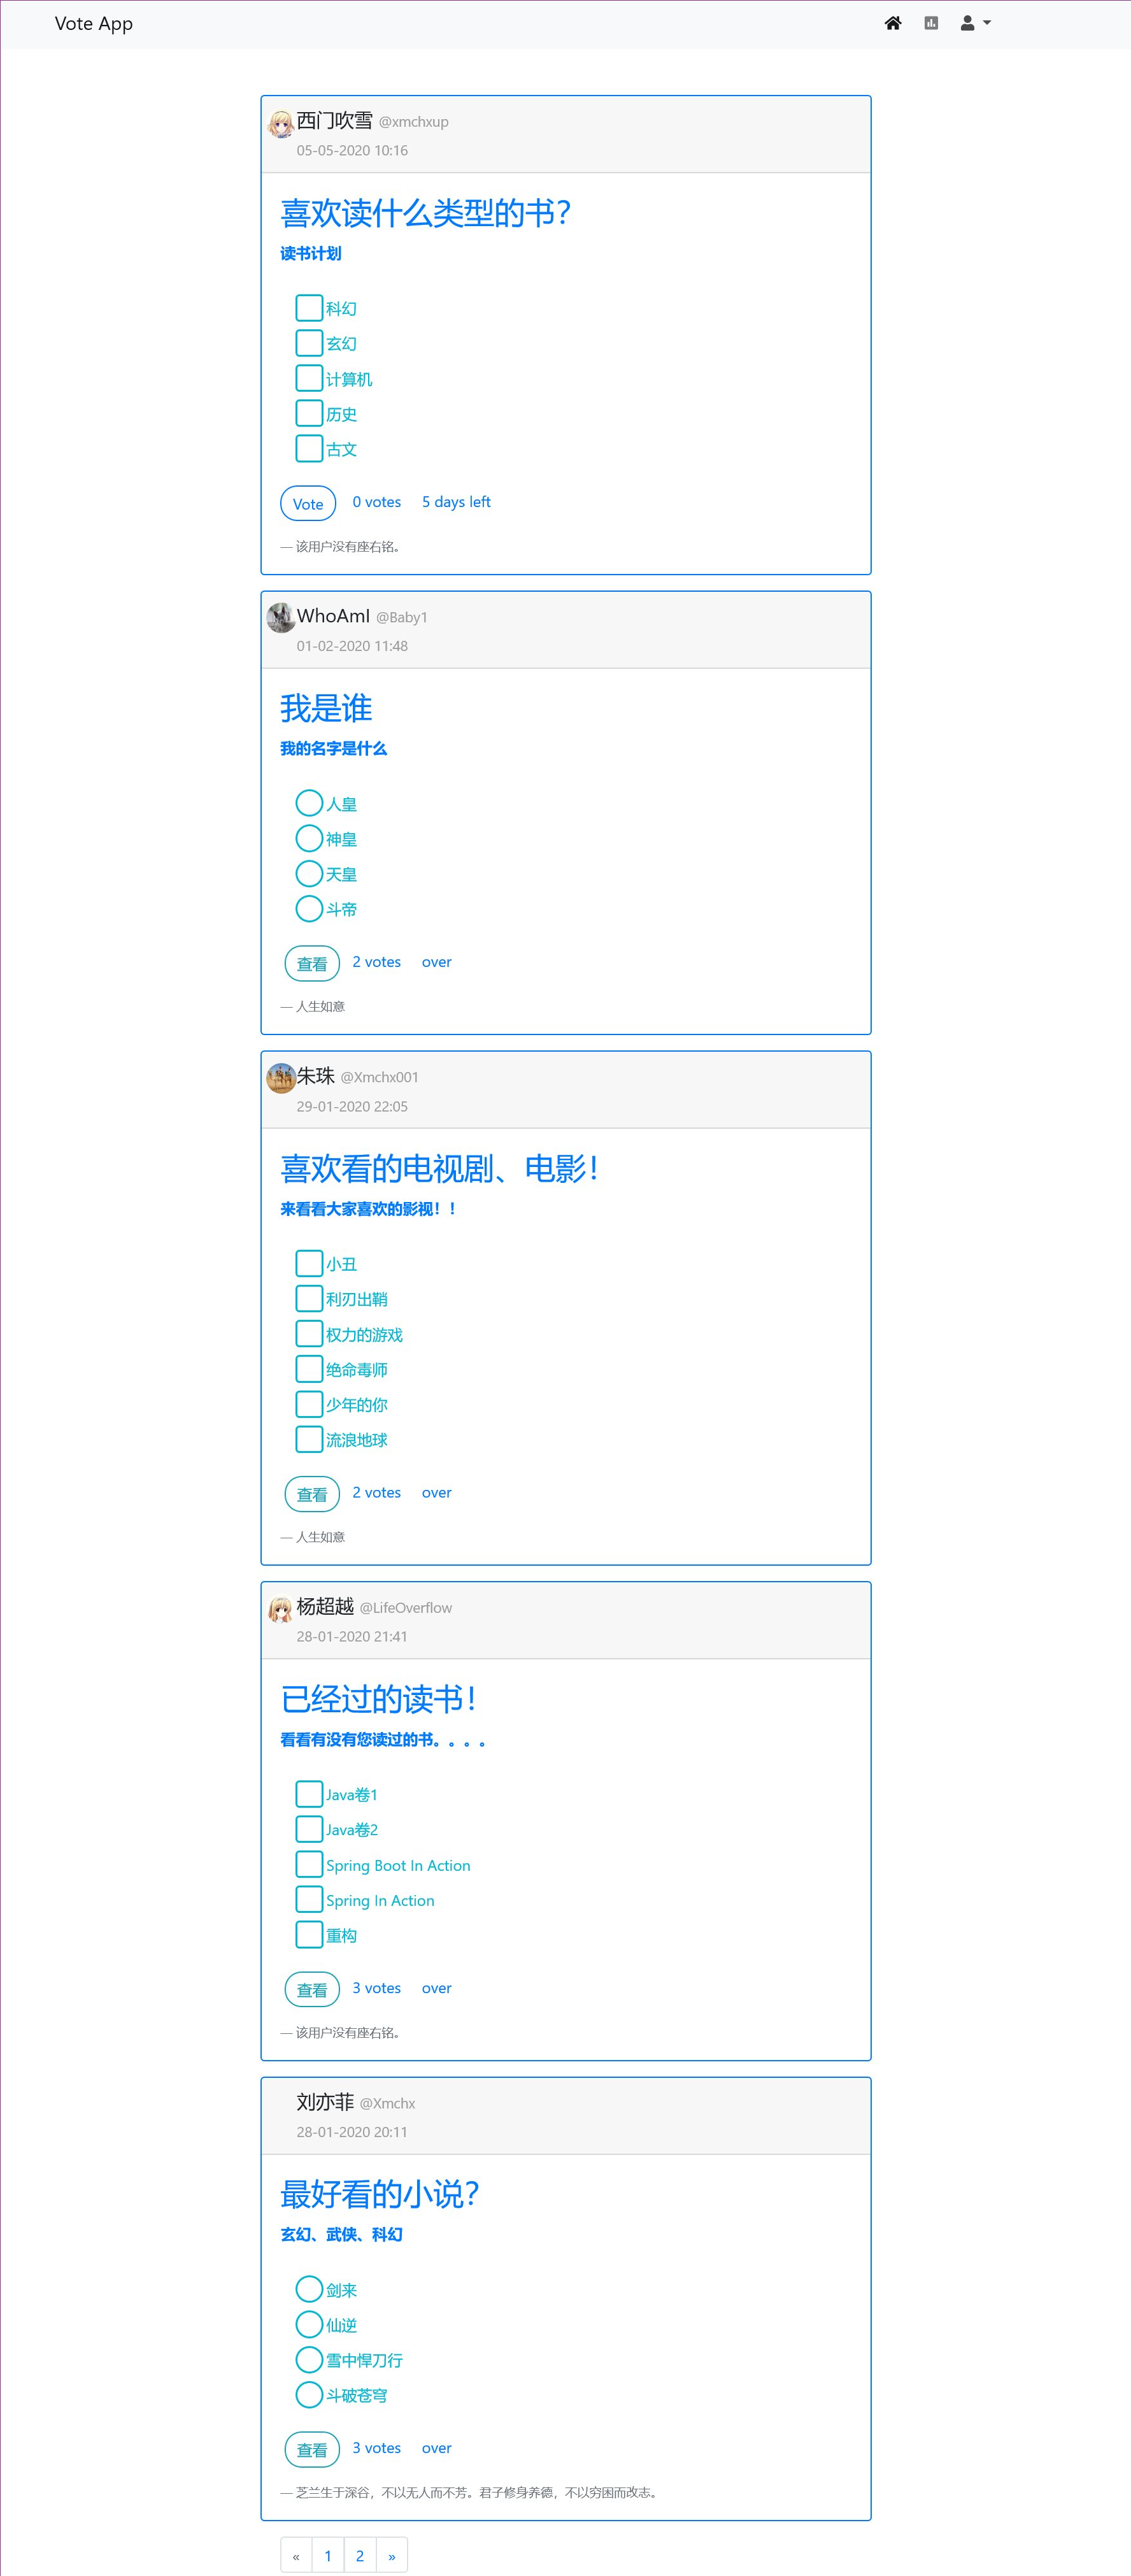 Vote App
西门吹雪 @xmchxup
05-05-2020 10:16
喜欢读什么类型的书?
读书计划
科幻
玄幻
计算机
历史
古文
Vote 0 votes 5 days left
— 该用户没有座右铭。
WhoAmI @Baby1
01-02-2020 11:48
我是谁
我的名字是什么
人皇
神皇
天皇
斗帝
查看 2 votes over
— 人生如意
朱珠 @Xmchx001
29-01-2020 22:05
喜欢看的电视剧、电影!
来看看大家喜欢的影视！！
小丑
利刃出鞘
权力的游戏
绝命毒师
少年的你
流浪地球
查看 2 votes over
— 人生如意
杨超越 @LifeOverflow
28-01-2020 21:41
已经过的读书!
看看有没有您读过的书。。。。
Java卷1
Java卷2
Spring Boot In Action
Spring In Action
重构
查看 3 votes over
— 该用户没有座右铭。
刘亦菲 @Xmchx
28-01-2020 20:11
最好看的小说?
玄幻、武侠、科幻
剑来
仙逆
雪中悍刀行
斗破苍穹
查看 3 votes over
— 芝兰生于深谷，不以无人而不芳。君子修身养德，不以穷困而改志。
« 1 2 »